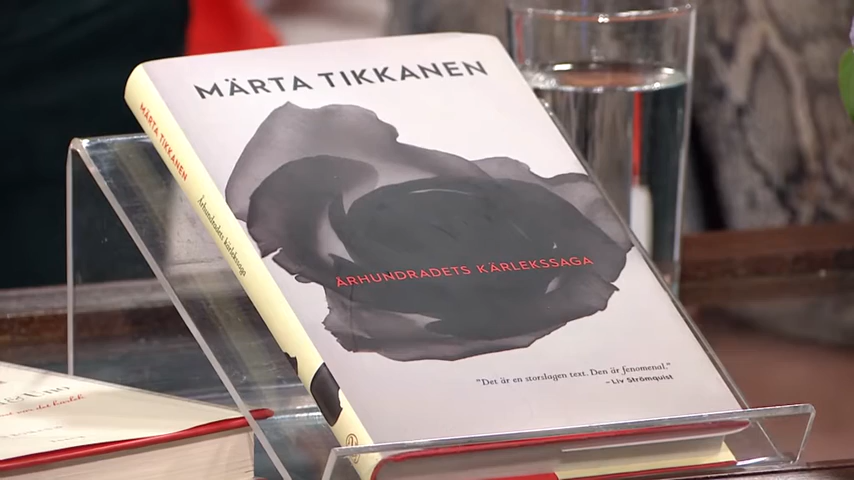 MÄRTA TIKKANEN
ÅRHUNDRADETS KÄRLEKSSAGA
"Det är en storslagen text. Den är fenomenal."
– Liv Strömquist
MÄRTA TIKKANEN
Århundradets kärlekssaga